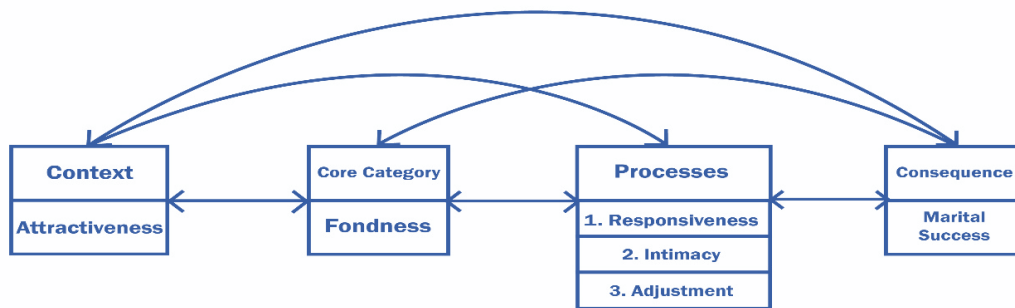 Context
Attractiveness
Core Category
Fondness
Processes
1. Responsiveness
2. Intimacy
3. Adjustment
Consequence
Marital
Success